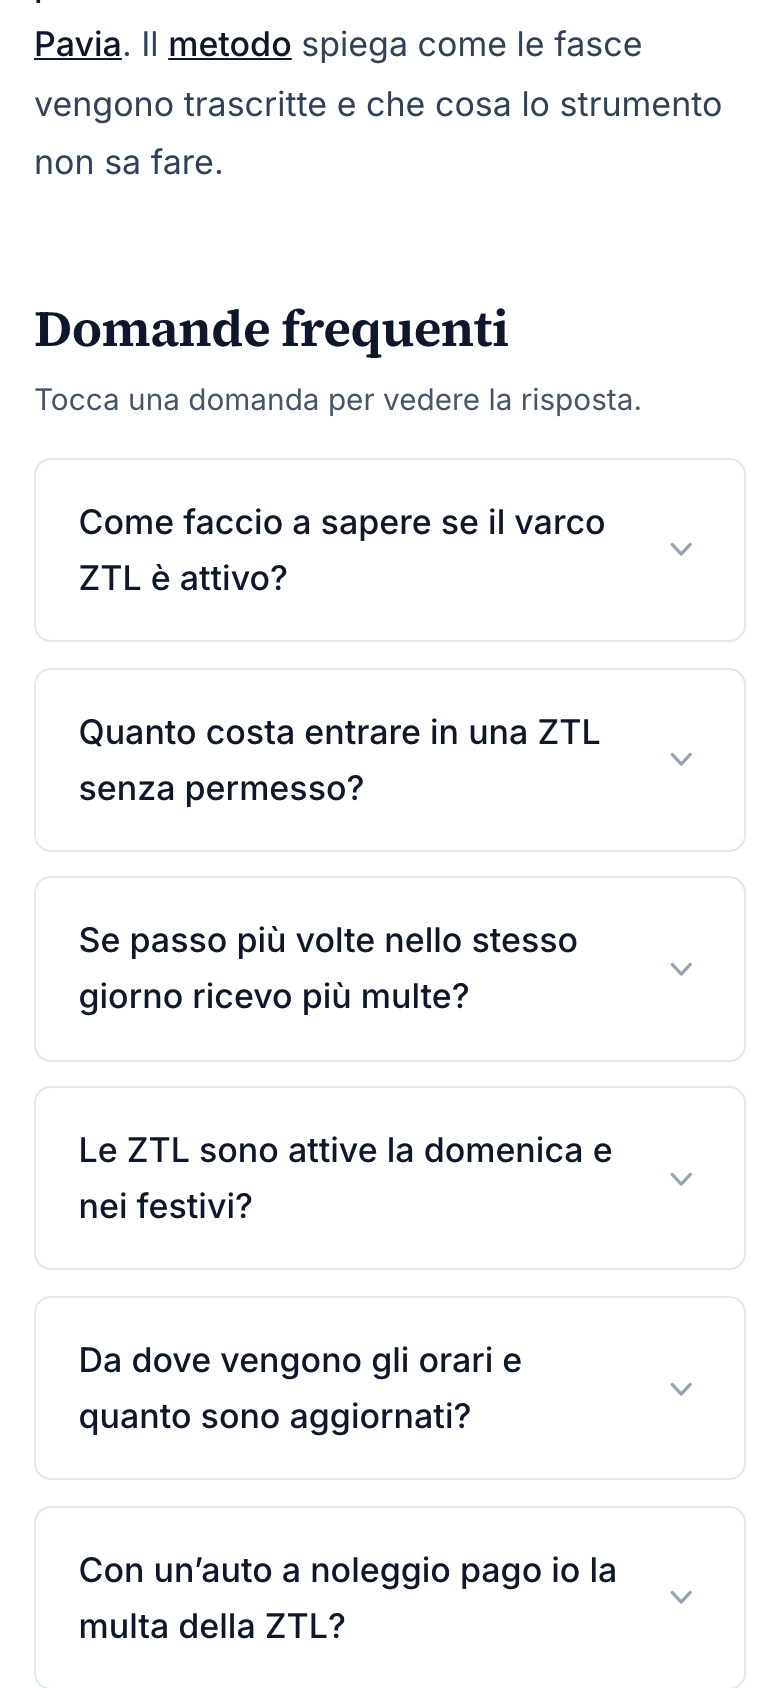 Pavia. Il metodo spiega come le fasce
vengono trascritte e che cosa lo strumento
non sa fare.
Domande frequenti
Tocca una domanda per vedere la risposta.
Come faccio a sapere se il varco
ZTL è attivo?
Quanto costa entrare in una ZTL
senza permesso?
Se passo più volte nello stesso
giorno ricevo più multe?
Le ZTL sono attive la domenica e
nei festivi?
Da dove vengono gli orari e
quanto sono aggiornati?
Con un’auto a noleggio pago io la
multa della ZTL?